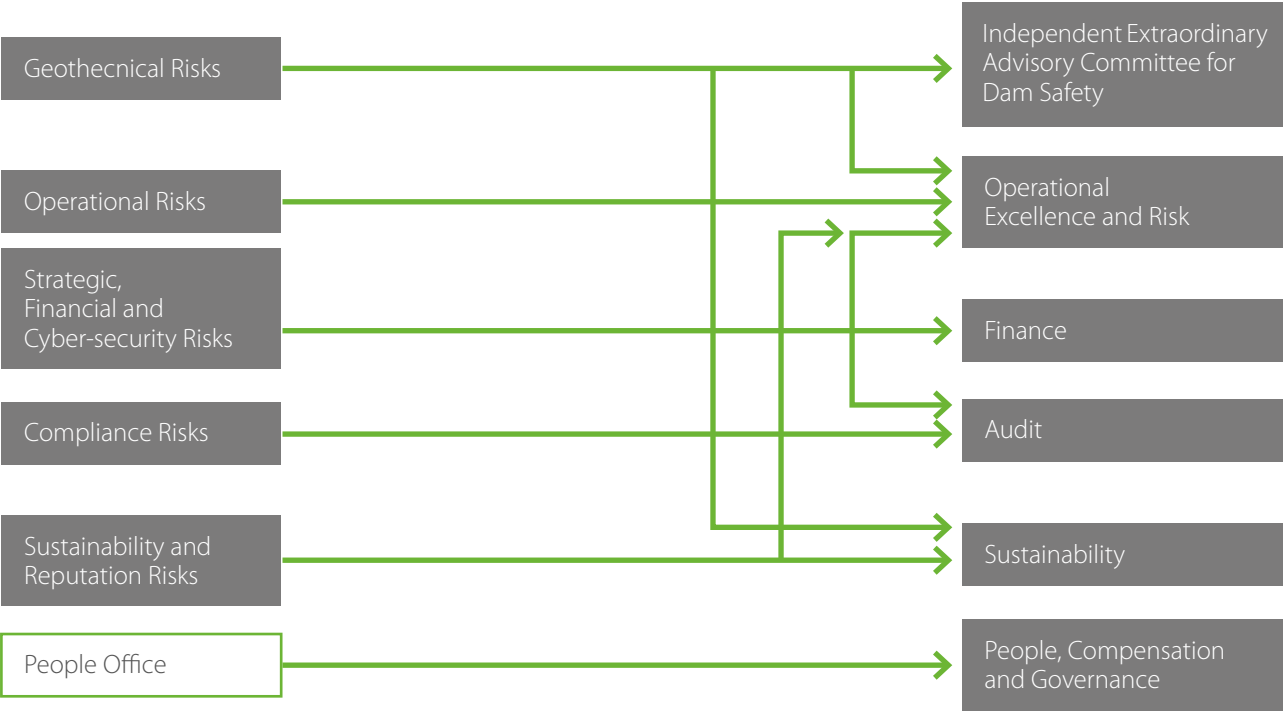 Geothecnical Risks
Operational Risks
Strategic,
Financial and
Cyber-security Risks
Compliance Risks
Sustainability and
Reputation Risks
People Office
Independent Extraordinary
Advisory Committee for
Dam Safety
Operational
Excellence and Risk
Finance
Audit
Sustainability
People, Compensation
and Governance